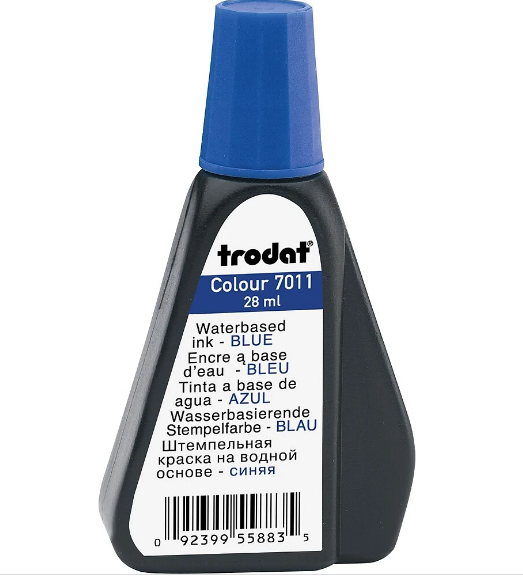 trodat®
Colour 7011
28 ml
Waterbased
ink - BLUE
Encre a base
d'eau - BLEU
Tinta a base de
agua - AZUL
Wasserbasierende
Stempelfarbe - BLAU
Штемпельная
краска на водной
основе - синяя
0 92399 55883 5